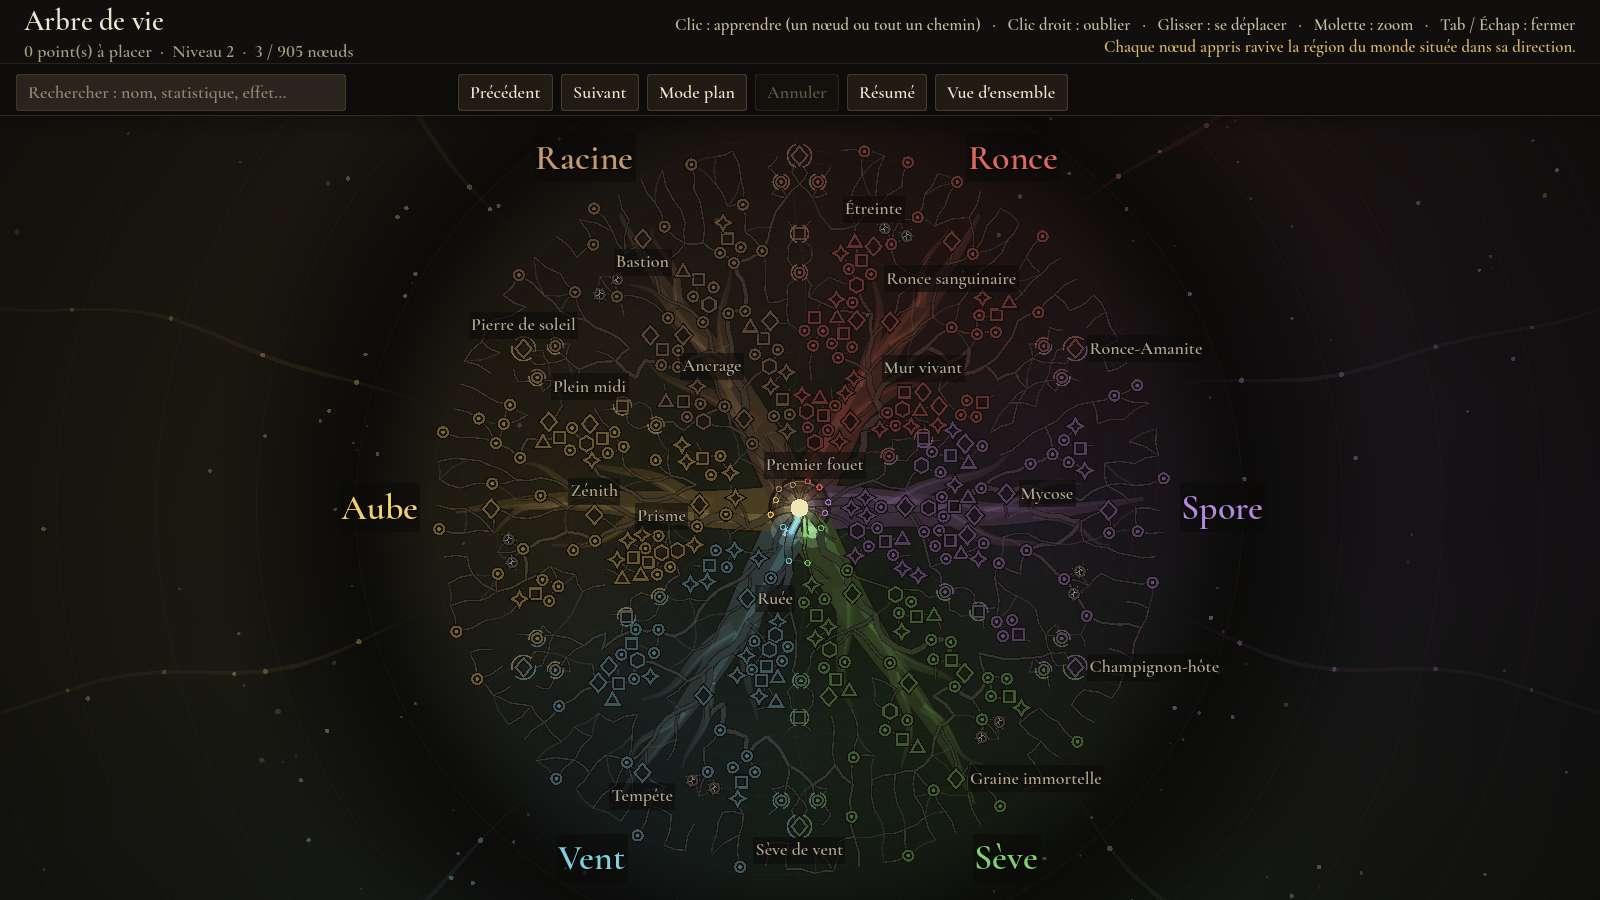 Arbre de vie
0 point(s) à placer · Niveau 2 · 3 / 905 nœuds
Clic : apprendre (un nœud ou tout un chemin) · Clic droit : oublier · Glisser : se déplacer · Molette : zoom · Tab / Échap : fermer
Chaque nœud appris ravive la région du monde située dans sa direction.
Rechercher : nom, statistique, effet...
Précédent
Suivant
Mode plan
Annuler
Résumé
Vue d'ensemble
Racine
Ronce
Étreinte
Bastion
Ronce sanguinaire
Pierre de soleil
Ronce-Amanite
Ancrage
Mur vivant
Plein midi
Premier fouet
Zénith
Mycose
Aube
Prisme
Spore
Ruée
Champignon-hôte
Graine immortelle
Tempête
Sève de vent
Vent
Sève